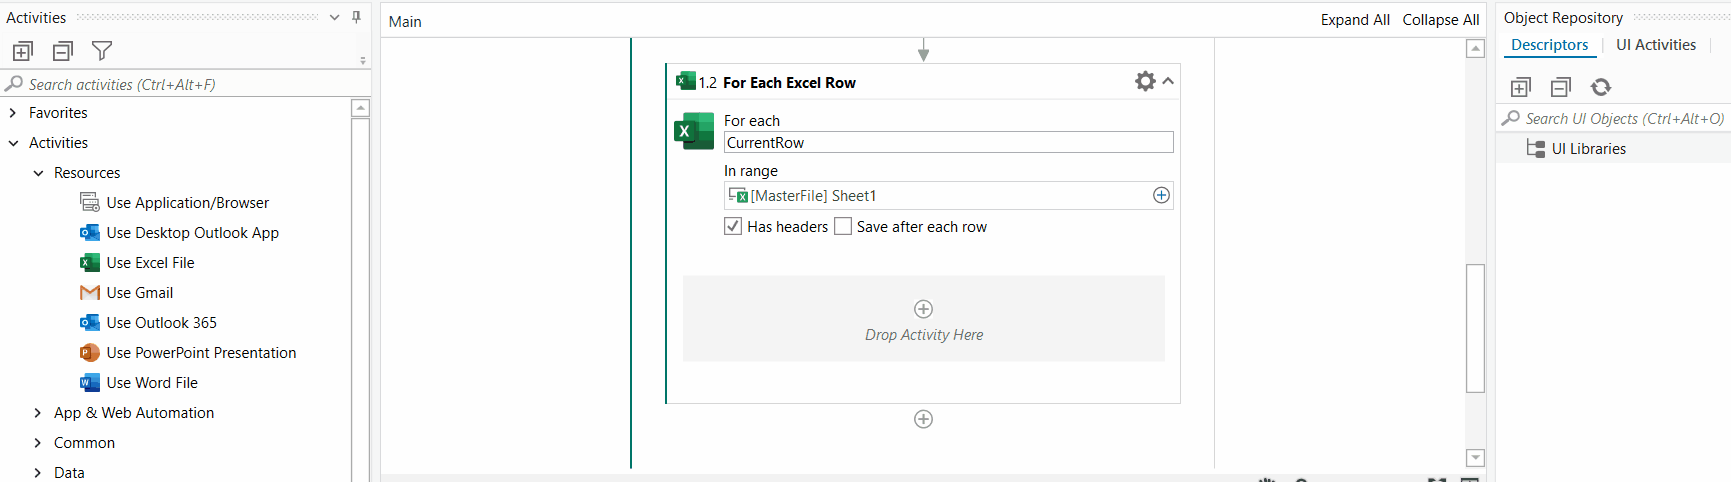 Activities
Search activities (Ctrl+Alt+F)
Favorites
Activities
Resources
Use Application/Browser
Use Desktop Outlook App
Use Excel File
Use Gmail
Use Outlook 365
Use PowerPoint Presentation
Use Word File
App & Web Automation
Common
Data
Main
Expand All Collapse All
1.2 For Each Excel Row
For each
CurrentRow
In range
[MasterFile] Sheet1
Has headers Save after each row
Drop Activity Here
Object Repository
Descriptors UI Activities
Search UI Objects (Ctrl+Alt+O)
UI Libraries